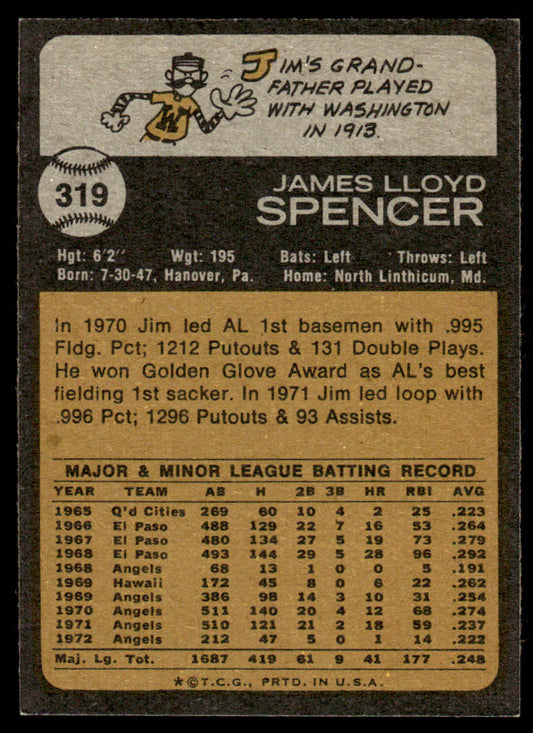 JIM'S GRAND-
FATHER PLAYED
WITH WASHINGTON
IN 1913.
W
319
JAMES LLOYD
SPENCER
Hgt: 6'2" Wgt: 195 Bats: Left Throws: Left
Born: 7-30-47, Hanover, Pa. Home: North Linthicum, Md.
In 1970 Jim led AL 1st basemen with .995
Fldg. Pct; 1212 Putouts & 131 Double Plays.
He won Golden Glove Award as AL's best
fielding 1st sacker. In 1971 Jim led loop with
.996 Pct; 1296 Putouts & 93 Assists.
MAJOR & MINOR LEAGUE BATTING RECORD
YEAR TEAM AB H 2B 3B HR RBI AVG
1965 Q'd Cities 269 60 10 4 2 25 .223
1966 El Paso 488 129 22 7 16 53 .264
1967 El Paso 480 134 27 5 19 73 .279
1968 El Paso 493 144 29 5 28 96 .292
1968 Angels 68 13 1 0 0 5 .191
1969 Hawaii 172 45 8 0 6 22 .262
1969 Angels 386 98 14 3 10 31 .254
1970 Angels 511 140 20 4 12 68 .274
1971 Angels 510 121 21 2 18 59 .237
1972 Angels 212 47 5 0 1 14 .222
Maj. Lg. Tot. 1687 419 61 9 41 177 .248
*©T.C.G., PRTD. IN U.S.A.